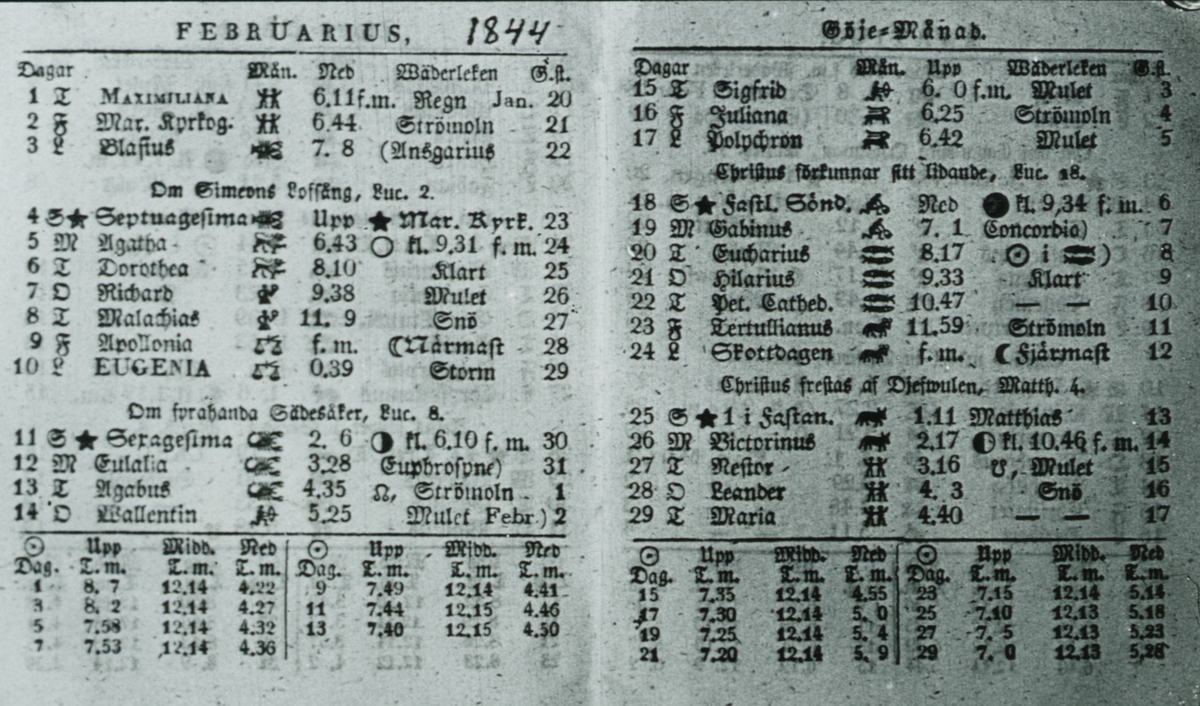 FEBRUARIUS, 1844
Dagar Mån. Ned Wäderleken G.st.
1 T MAXIMILIANA 6.11 f.m. Regn Jan. 20
2 F Mar. Kyrkog. 6.44 Strömoln 21
3 L Blasius 7. 8 (Ansgarius 22
Om Simeons Loffång, Luc. 2.
4 S★ Septuagesima Upp ★ Mar. Kyrk. 23
5 M Agatha 6.43 ○ kl. 9.31 f. m. 24
6 T Dorothea 8.10 Klart 25
7 O Richard 9.38 Mulet 26
8 T Malachias 11. 9 Snö 27
9 F Apollonia f. m. ☾Närmast 28
10 L EUGENIA 0.39 Storm 29
Om fyrahanda Sädesåker, Luc. 8.
11 S ★ Sexagesima 2. 6 ◑ kl. 6.10 f. m. 30
12 M Eulalia 3.28 Euphrosyne) 31
13 T Agabus 4.35 ☊, Strömoln 1
14 O Wallentin 5.25 Mulet Febr.) 2
☉ Upp Midd. Ned ☉ Upp Midd. Ned
Dag. T. m. T. m. T. m. Dag. T. m. T. m. T. m.
1 8. 7 12.14 4.22 9 7.49 12.14 4.41
3 8. 2 12.14 4.27 11 7.44 12.15 4.46
5 7.58 12.14 4.32 13 7.40 12.15 4.50
7 7.53 12.14 4.36
Göje-Månad.
Dagar Mån. Upp Wäderleken G.st.
15 T Sigfrid 6. 0 f.m. Mulet 3
16 F Juliana 6.25 Strömoln 4
17 L Polychron 6.42 Mulet 5
Christus förkunnar sitt lidande, Luc. 18.
18 S ★ Fastl. Sönd. Ned ● kl. 9,34 f. m. 6
19 M Gabinus 7. 1 Concordia) 7
20 T Eucharius 8.17 ☉ i ♓) 8
21 O Hilarius 9.33 Klart 9
22 T Pet. Cathed. 10.47 — — 10
23 F Tertullianus 11.59 Strömoln 11
24 L Skottdagen f. m. ☾Fjärmast 12
Christus frestas af Djefwulen, Matth. 4.
25 S ★ 1 i Fastan. 1.11 Matthias 13
26 M Victorinus 2.17 ◐ kl. 10.46 f. m. 14
27 T Nestor 3.16 ☋, Mulet 15
28 O Leander 4. 3 Snö 16
29 T Maria 4.40 — — 17
☉ Upp Midd. Ned ☉ Upp Midd. Ned
Dag. T. m. T. m. T. m. Dag. T. m. T. m. T. m.
15 7.35 12.14 4.55 23 7.15 12.14 5.14
17 7.30 12.14 5. 0 25 7.10 12.13 5.18
19 7.25 12.14 5. 4 27 7. 5 12.13 5.23
21 7.20 12.14 5. 9 29 7. 0 12.13 5.28